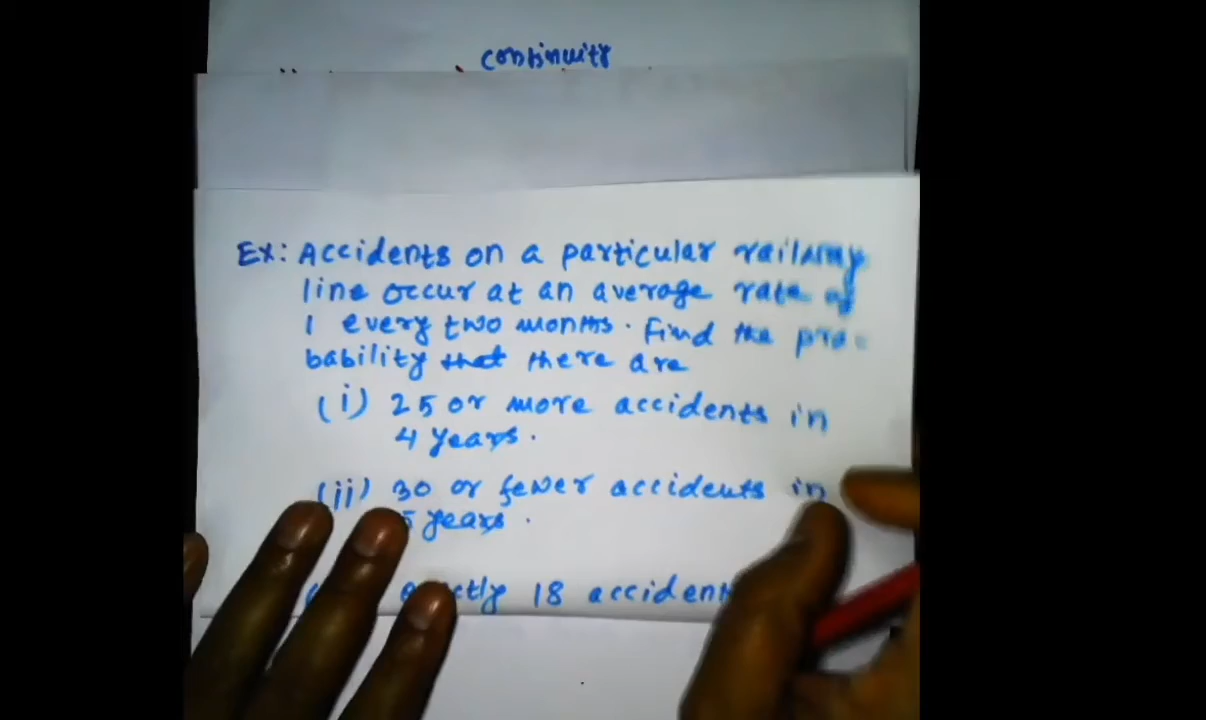 continuity
Ex: Accidents on a particular railway
line occur at an average rate of
1 every two months. Find the pro-
bability that there are
(i) 25 or more accidents in
4 years.
(ii) 30 or fewer accidents in
5 years.
18 accident